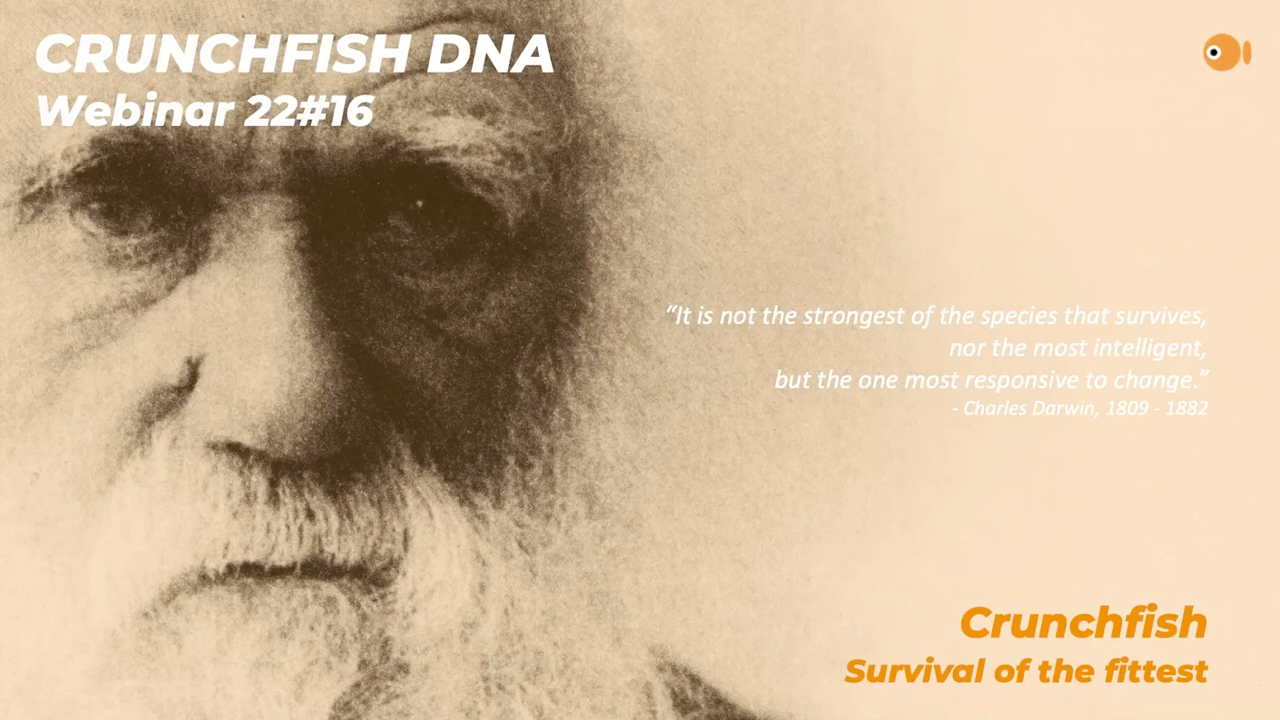 CRUNCHFISH DNA
Webinar 22#16
“It is not the strongest of the species that survives,
nor the most intelligent,
but the one most responsive to change.”
- Charles Darwin, 1809 - 1882
Crunchfish
Survival of the fittest